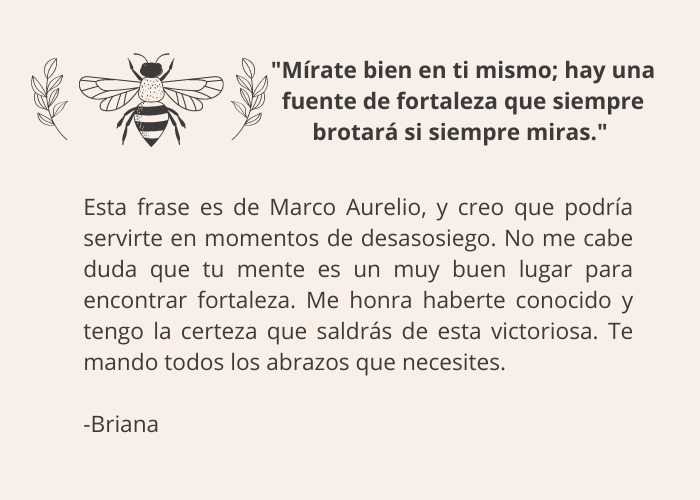 "Mírate bien en ti mismo; hay una
fuente de fortaleza que siempre
brotará si siempre miras."
Esta frase es de Marco Aurelio, y creo que podría
servirte en momentos de desasosiego. No me cabe
duda que tu mente es un muy buen lugar para
encontrar fortaleza. Me honra haberte conocido y
tengo la certeza que saldrás de esta victoriosa. Te
mando todos los abrazos que necesites.
-Briana